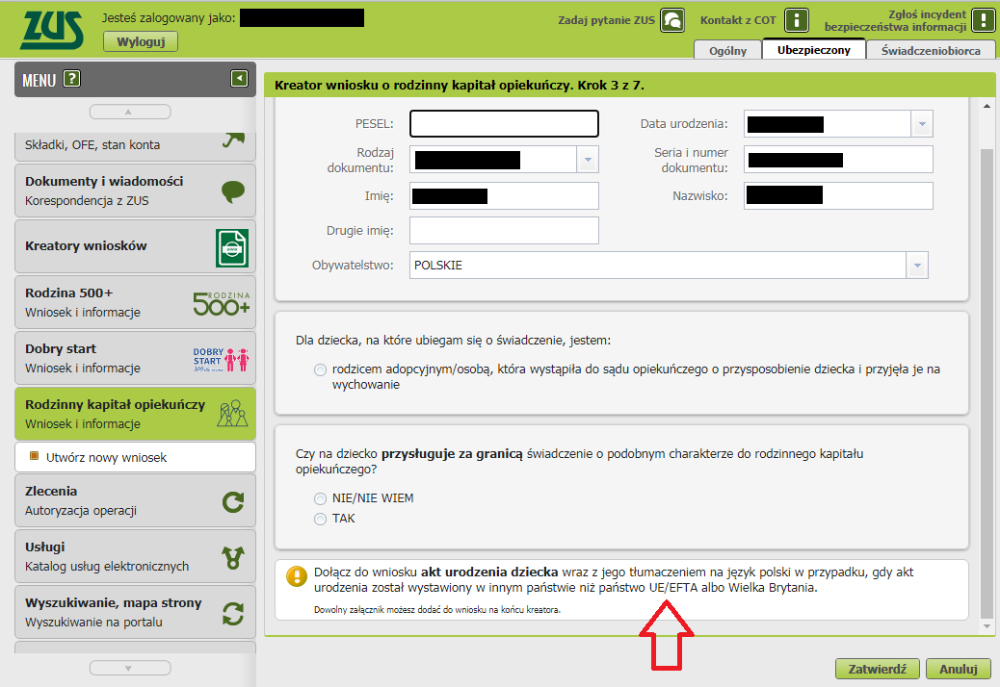 ZUS
Jesteś zalogowany jako:
Wyloguj
Zadaj pytanie ZUS
Kontakt z COT
Zgłoś incydent
bezpieczeństwa informacji
Ogólny
Ubezpieczony
Świadczeniobiorca
MENU ?
Składki, OFE, stan konta
Dokumenty i wiadomości
Korespondencja z ZUS
Kreatory wniosków
Rodzina 500+
Wniosek i informacje
RODZINA
500+
Dobry start
Wniosek i informacje
DOBRY
START
Rodzinny kapitał opiekuńczy
Wniosek i informacje
Utwórz nowy wniosek
Zlecenia
Autoryzacja operacji
Usługi
Katalog usług elektronicznych
Wyszukiwanie, mapa strony
Wyszukiwanie na portalu
Kreator wniosku o rodzinny kapitał opiekuńczy. Krok 3 z 7.
PESEL:
Data urodzenia:
Rodzaj
dokumentu:
Seria i numer
dokumentu:
Imię:
Nazwisko:
Drugie imię:
Obywatelstwo:
POLSKIE
Dla dziecka, na które ubiegam się o świadczenie, jestem:
rodzicem adopcyjnym/osobą, która wystąpiła do sądu opiekuńczego o przysposobienie dziecka i przyjęła je na
wychowanie
Czy na dziecko przysługuje za granicą świadczenie o podobnym charakterze do rodzinnego kapitału
opiekuńczego?
NIE/NIE WIEM
TAK
Dołącz do wniosku akt urodzenia dziecka wraz z jego tłumaczeniem na język polski w przypadku, gdy akt
urodzenia został wystawiony w innym państwie niż państwo UE/EFTA albo Wielka Brytania.
Dowolny załącznik możesz dodać do wniosku na końcu kreatora.
Zatwierdź
Anuluj